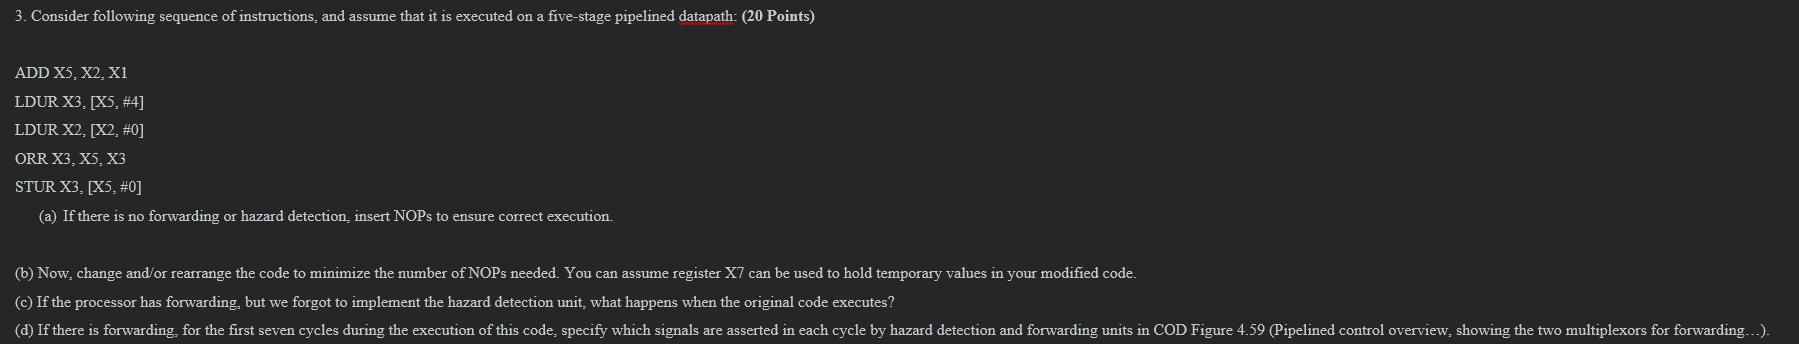 3. Consider following sequence of instructions, and assume that it is executed on a five-stage pipelined datapath: (20 Points)
ADD X5, X2, X1
LDUR X3, [X5, #4]
LDUR X2, [X2, #0]
ORR X3, X5, X3
STUR X3, [X5, #0]
(a) If there is no forwarding or hazard detection, insert NOPs to ensure correct execution.
(b) Now, change and/or rearrange the code to minimize the number of NOPs needed. You can assume register X7 can be used to hold temporary values in your modified code.
(c) If the processor has forwarding, but we forgot to implement the hazard detection unit, what happens when the original code executes?
(d) If there is forwarding, for the first seven cycles during the execution of this code, specify which signals are asserted in each cycle by hazard detection and forwarding units in COD Figure 4.59 (Pipelined control overview, showing the two multiplexors for forwarding…).